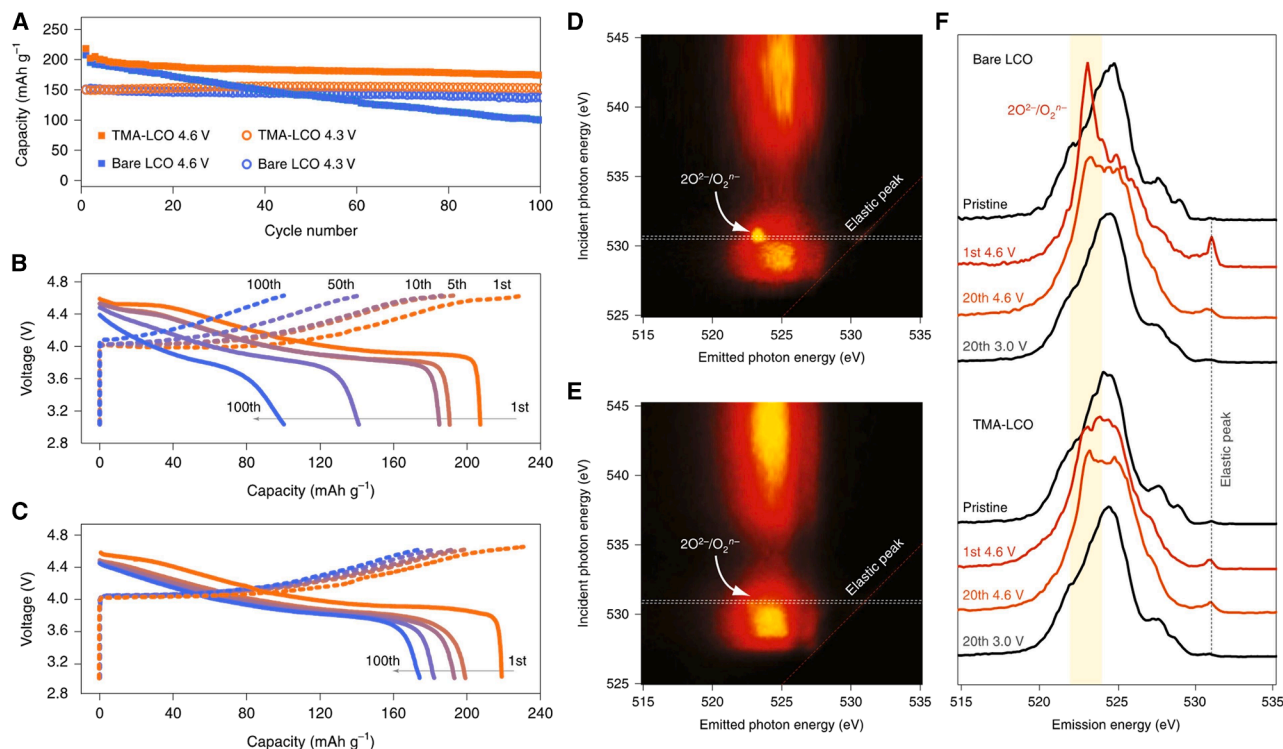 A
Capacity (mAh g⁻¹)
250
200
150
100
50
0
TMA-LCO 4.6 V
TMA-LCO 4.3 V
Bare LCO 4.6 V
Bare LCO 4.3 V
0 20 40 60 80 100
Cycle number
B
Voltage (V)
4.8
4.4
4.0
3.6
3.2
2.8
100th 50th 10th 5th 1st
100th 1st
0 40 80 120 160 200 240
Capacity (mAh g⁻¹)
C
Voltage (V)
4.8
4.4
4.0
3.6
3.2
2.8
100th 1st
0 40 80 120 160 200 240
Capacity (mAh g⁻¹)
D
Incident photon energy (eV)
545
540
530
525
2O²⁻/O₂ⁿ⁻
Elastic peak
515 520 525 530 535
Emitted photon energy (eV)
E
Incident photon energy (eV)
545
540
530
525
2O²⁻/O₂ⁿ⁻
Elastic peak
515 520 525 530 535
Emitted photon energy (eV)
F
Bare LCO
2O²⁻/O₂ⁿ⁻
Pristine
1st 4.6 V
20th 4.6 V
20th 3.0 V
TMA-LCO
Elastic peak
Pristine
1st 4.6 V
20th 4.6 V
20th 3.0 V
515 520 525 530 535
Emission energy (eV)